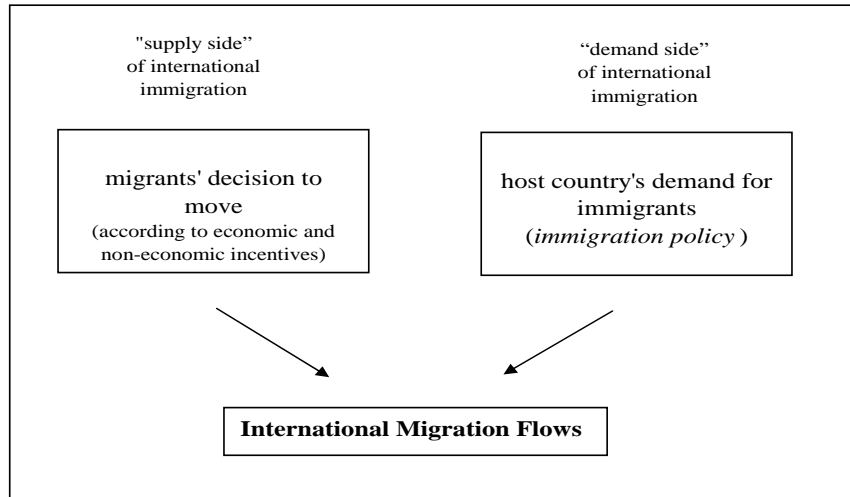 "supply side”
of international
immigration
“demand side”
of international
immigration
migrants' decision to
move
(according to economic and
non-economic incentives)
host country's demand for
immigrants
(immigration policy )
International Migration Flows